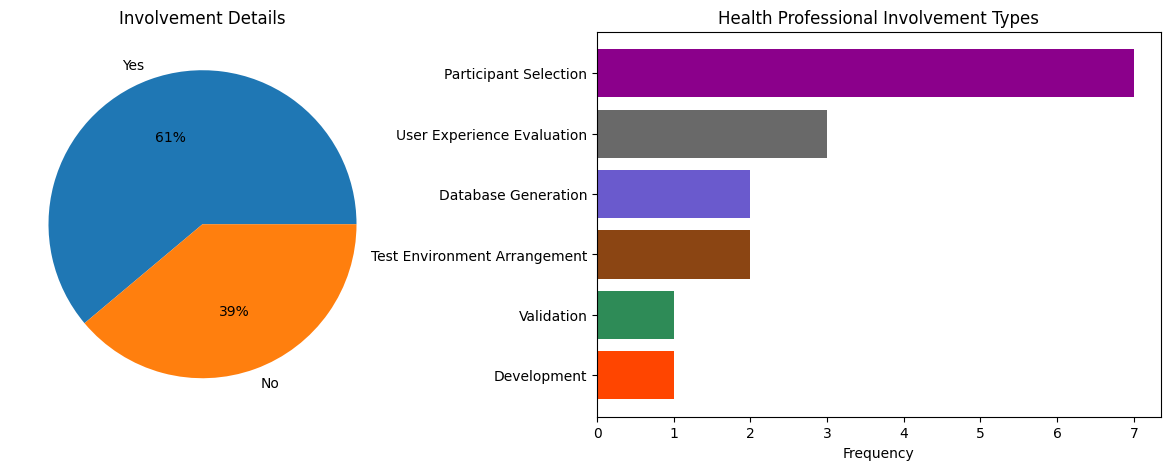 Involvement Details
Yes
61%
39%
No
Health Professional Involvement Types
Participant Selection
User Experience Evaluation
Database Generation
Test Environment Arrangement
Validation
Development
0 1 2 3 4 5 6 7
Frequency